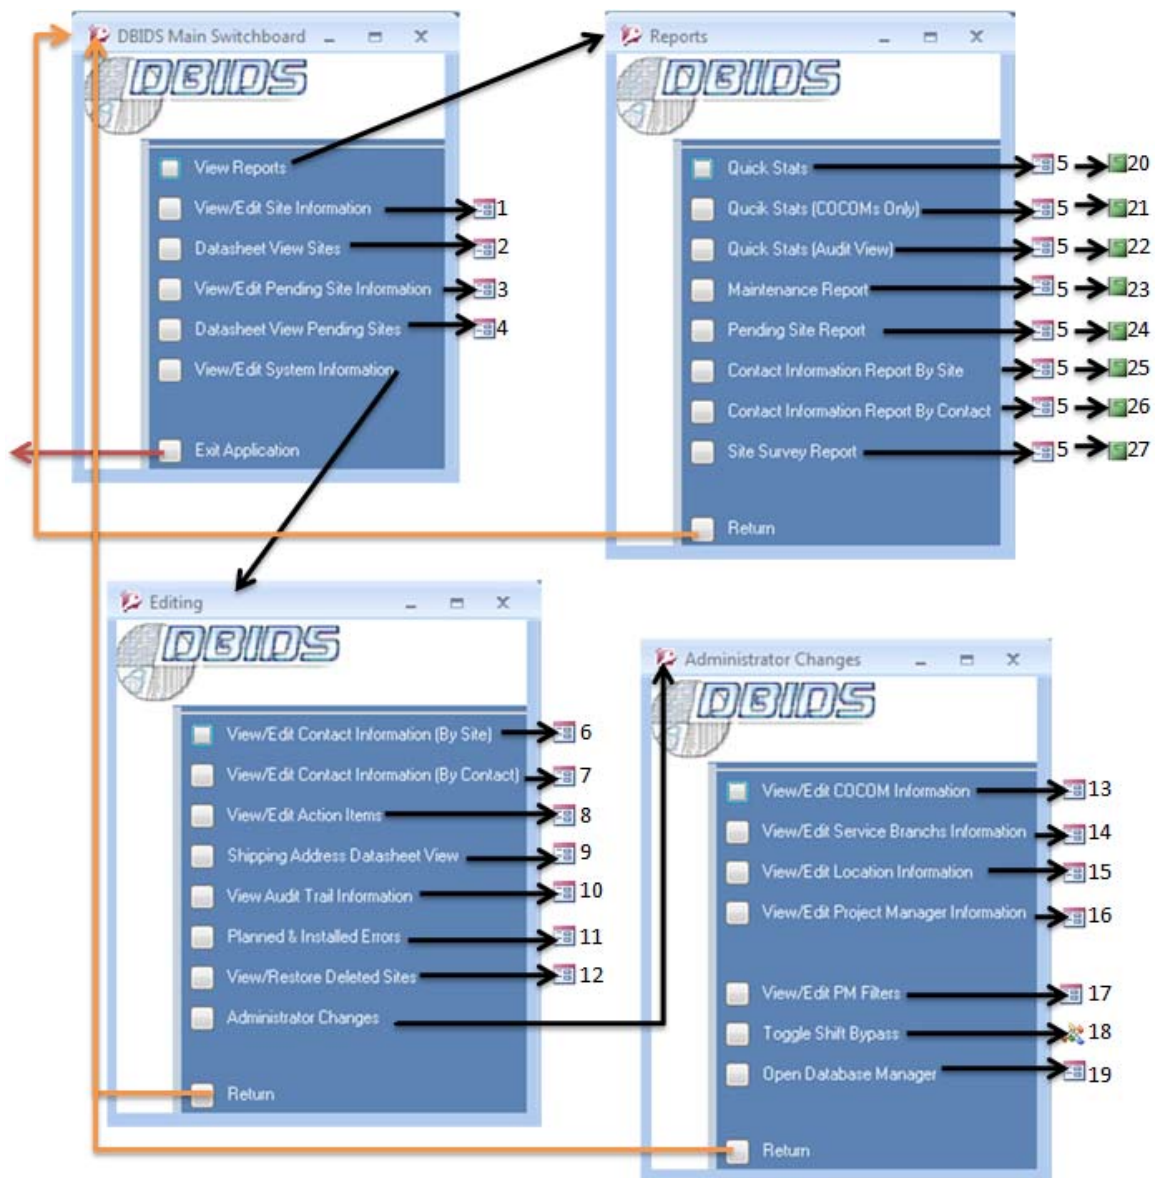 DBIDS Main Switchboard
DBIDS
View Reports
View/Edit Site Information 1
Datasheet View Sites 2
View/Edit Pending Site Information 3
Datasheet View Pending Sites 4
View/Edit System Information
Exit Application
Reports
DBIDS
Quick Stats 5 20
Qucik Stats (COCOMs Only) 5 21
Quick Stats (Audit View) 5 22
Maintenance Report 5 23
Pending Site Report 5 24
Contact Information Report By Site 5 25
Contact Information Report By Contact 5 26
Site Survey Report 5 27
Return
Editing
DBIDS
View/Edit Contact Information (By Site) 6
View/Edit Contact Information (By Contact) 7
View/Edit Action Items 8
Shipping Address Datasheet View 9
View Audit Trail Information 10
Planned & Installed Errors 11
View/Restore Deleted Sites 12
Administrator Changes
Return
Administrator Changes
DBIDS
View/Edit COCOM Information 13
View/Edit Service Branchs Information 14
View/Edit Location Information 15
View/Edit Project Manager Information 16
View/Edit PM Filters 17
Toggle Shift Bypass 18
Open Database Manager 19
Return